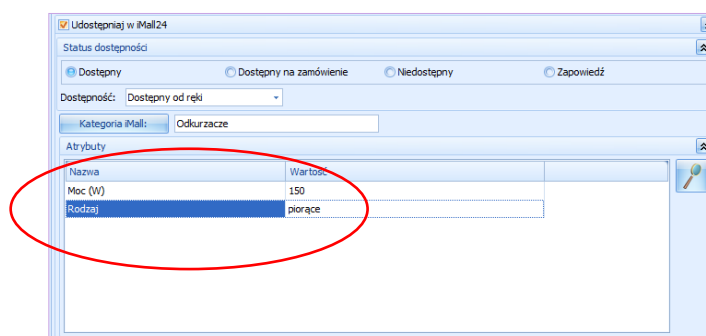 Udostępniaj w iMall24
Status dostępności
Dostępny Dostępny na zamówienie Niedostępny Zapowiedź
Dostępność: Dostępny od ręki
Kategoria iMall: Odkurzacze
Atrybuty
Nazwa Wartość
Moc (W) 150
Rodzaj piorące